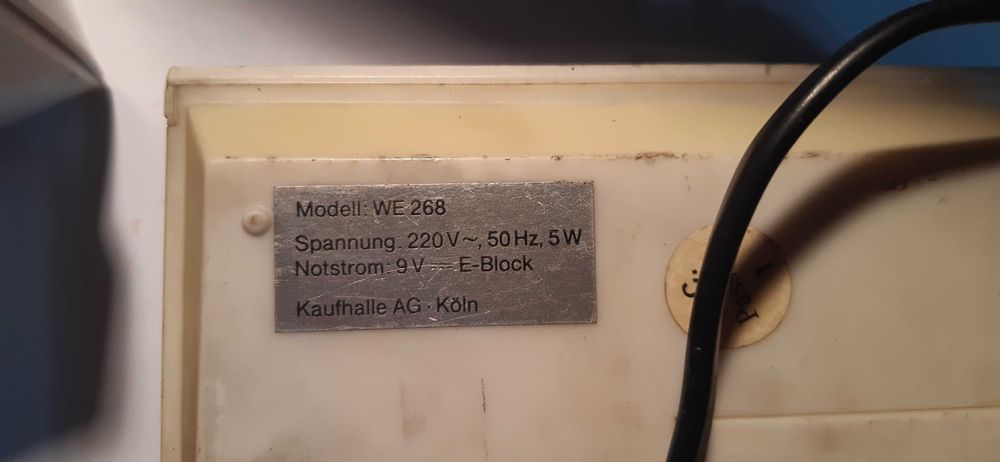 Modell: WE 268
Spannung. 220 V ~, 50 Hz, 5 W
Notstrom: 9 V ⎓ E-Block
Kaufhalle AG · Köln